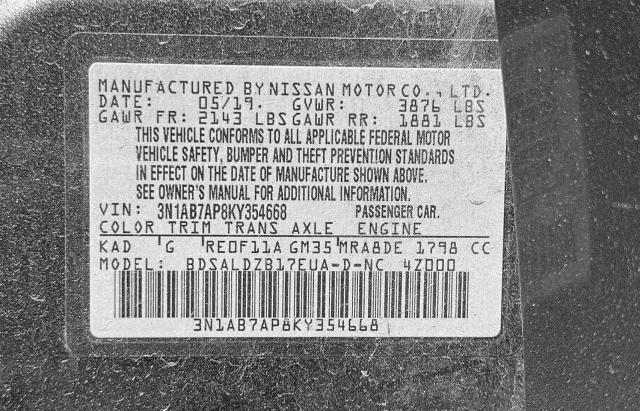 MANUFACTURED BY NISSAN MOTOR CO., LTD.
DATE: 05/19. GVWR: 3876 LBS
GAWR FR: 2143 LBS GAWR RR: 1881 LBS
THIS VEHICLE CONFORMS TO ALL APPLICABLE FEDERAL MOTOR
VEHICLE SAFETY, BUMPER AND THEFT PREVENTION STANDARDS
IN EFFECT ON THE DATE OF MANUFACTURE SHOWN ABOVE.
SEE OWNER'S MANUAL FOR ADDITIONAL INFORMATION.
VIN: 3N1AB7AP8KY354668 PASSENGER CAR.
COLOR TRIM TRANS AXLE ENGINE
KAD G RE0F11A GM35 MRA8DE 1798 CC
MODEL: BDSALDZB17EUA-D-NC 4Z000
3N1AB7AP8KY354668